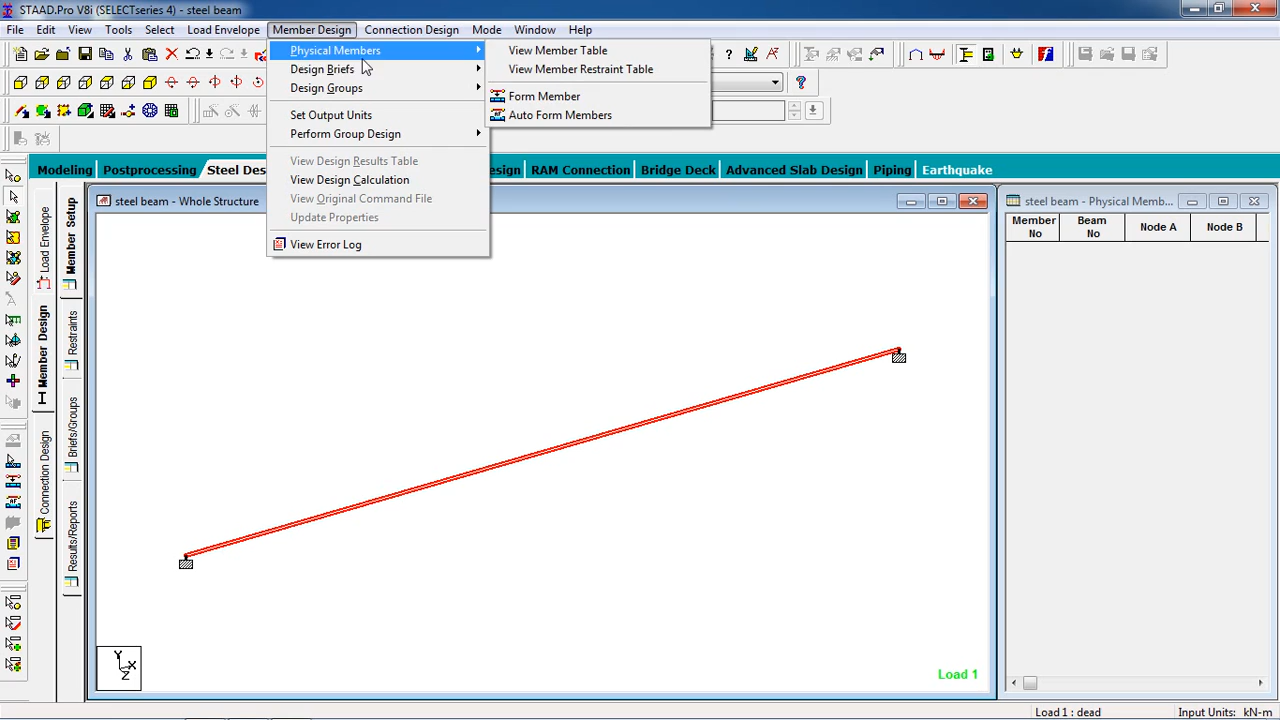 STAAD.Pro V8i (SELECTseries 4) - steel beam
File Edit View Tools Select Load Envelope Member Design Connection Design Mode Window Help
Physical Members
Design Briefs
Design Groups
Set Output Units
Perform Group Design
View Design Results Table
View Design Calculation
View Original Command File
Update Properties
View Error Log
View Member Table
View Member Restraint Table
Form Member
Auto Form Members
Modeling Postprocessing Steel Des esign RAM Connection Bridge Deck Advanced Slab Design Piping Earthquake
Load Envelope
Member Design
Connection Design
Member Setup
Restraints
Briefs/Groups
Results/Reports
steel beam - Whole Structure
Y
X
Z
Load 1
steel beam - Physical Memb...
Member No Beam No Node A Node B
Load 1 : dead Input Units: kN-m